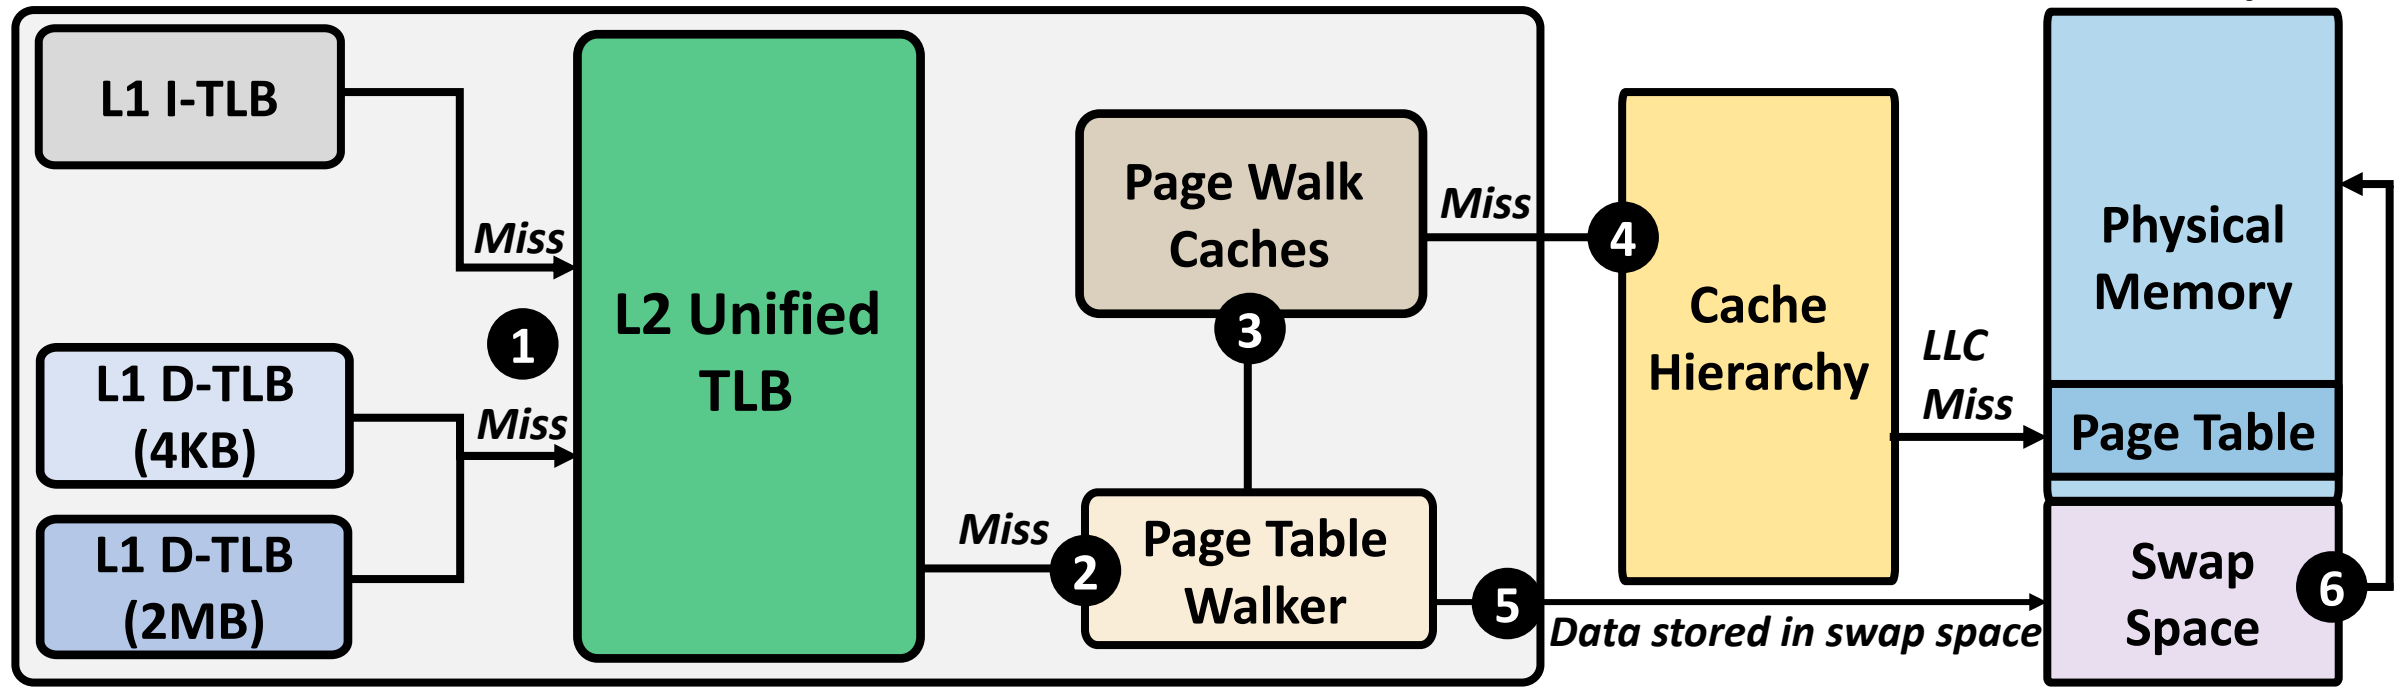 L1 I-TLB
Miss
1
L1 D-TLB
(4KB)
Miss
L1 D-TLB
(2MB)
L2 Unified
TLB
Miss
2
Page Table
Walker
3
Page Walk
Caches
Miss
4
Cache
Hierarchy
LLC
Miss
Physical
Memory
Page Table
5
Data stored in swap space
Swap
Space
6